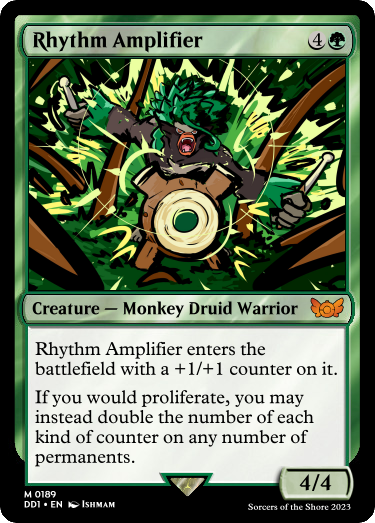 Rhythm Amplifier 4
Creature — Monkey Druid Warrior
Rhythm Amplifier enters the
battlefield with a +1/+1 counter on it.
If you would proliferate, you may
instead double the number of each
kind of counter on any number of
permanents.
4/4
M 0189
DD1 • EN Ishmam
Sorcers of the Shore 2023